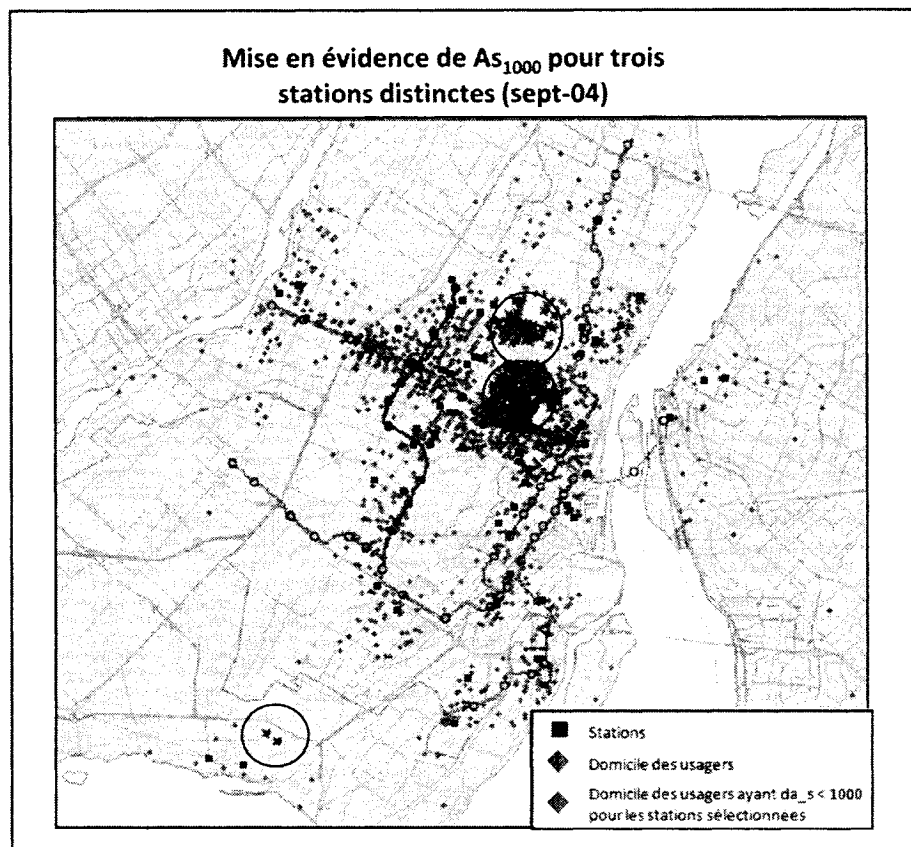 Mise en évidence de As1000 pour trois
stations distinctes (sept-04)
Stations
Domicile des usagers
Domicile des usagers ayant da_s < 1000
pour les stations sélectionnees